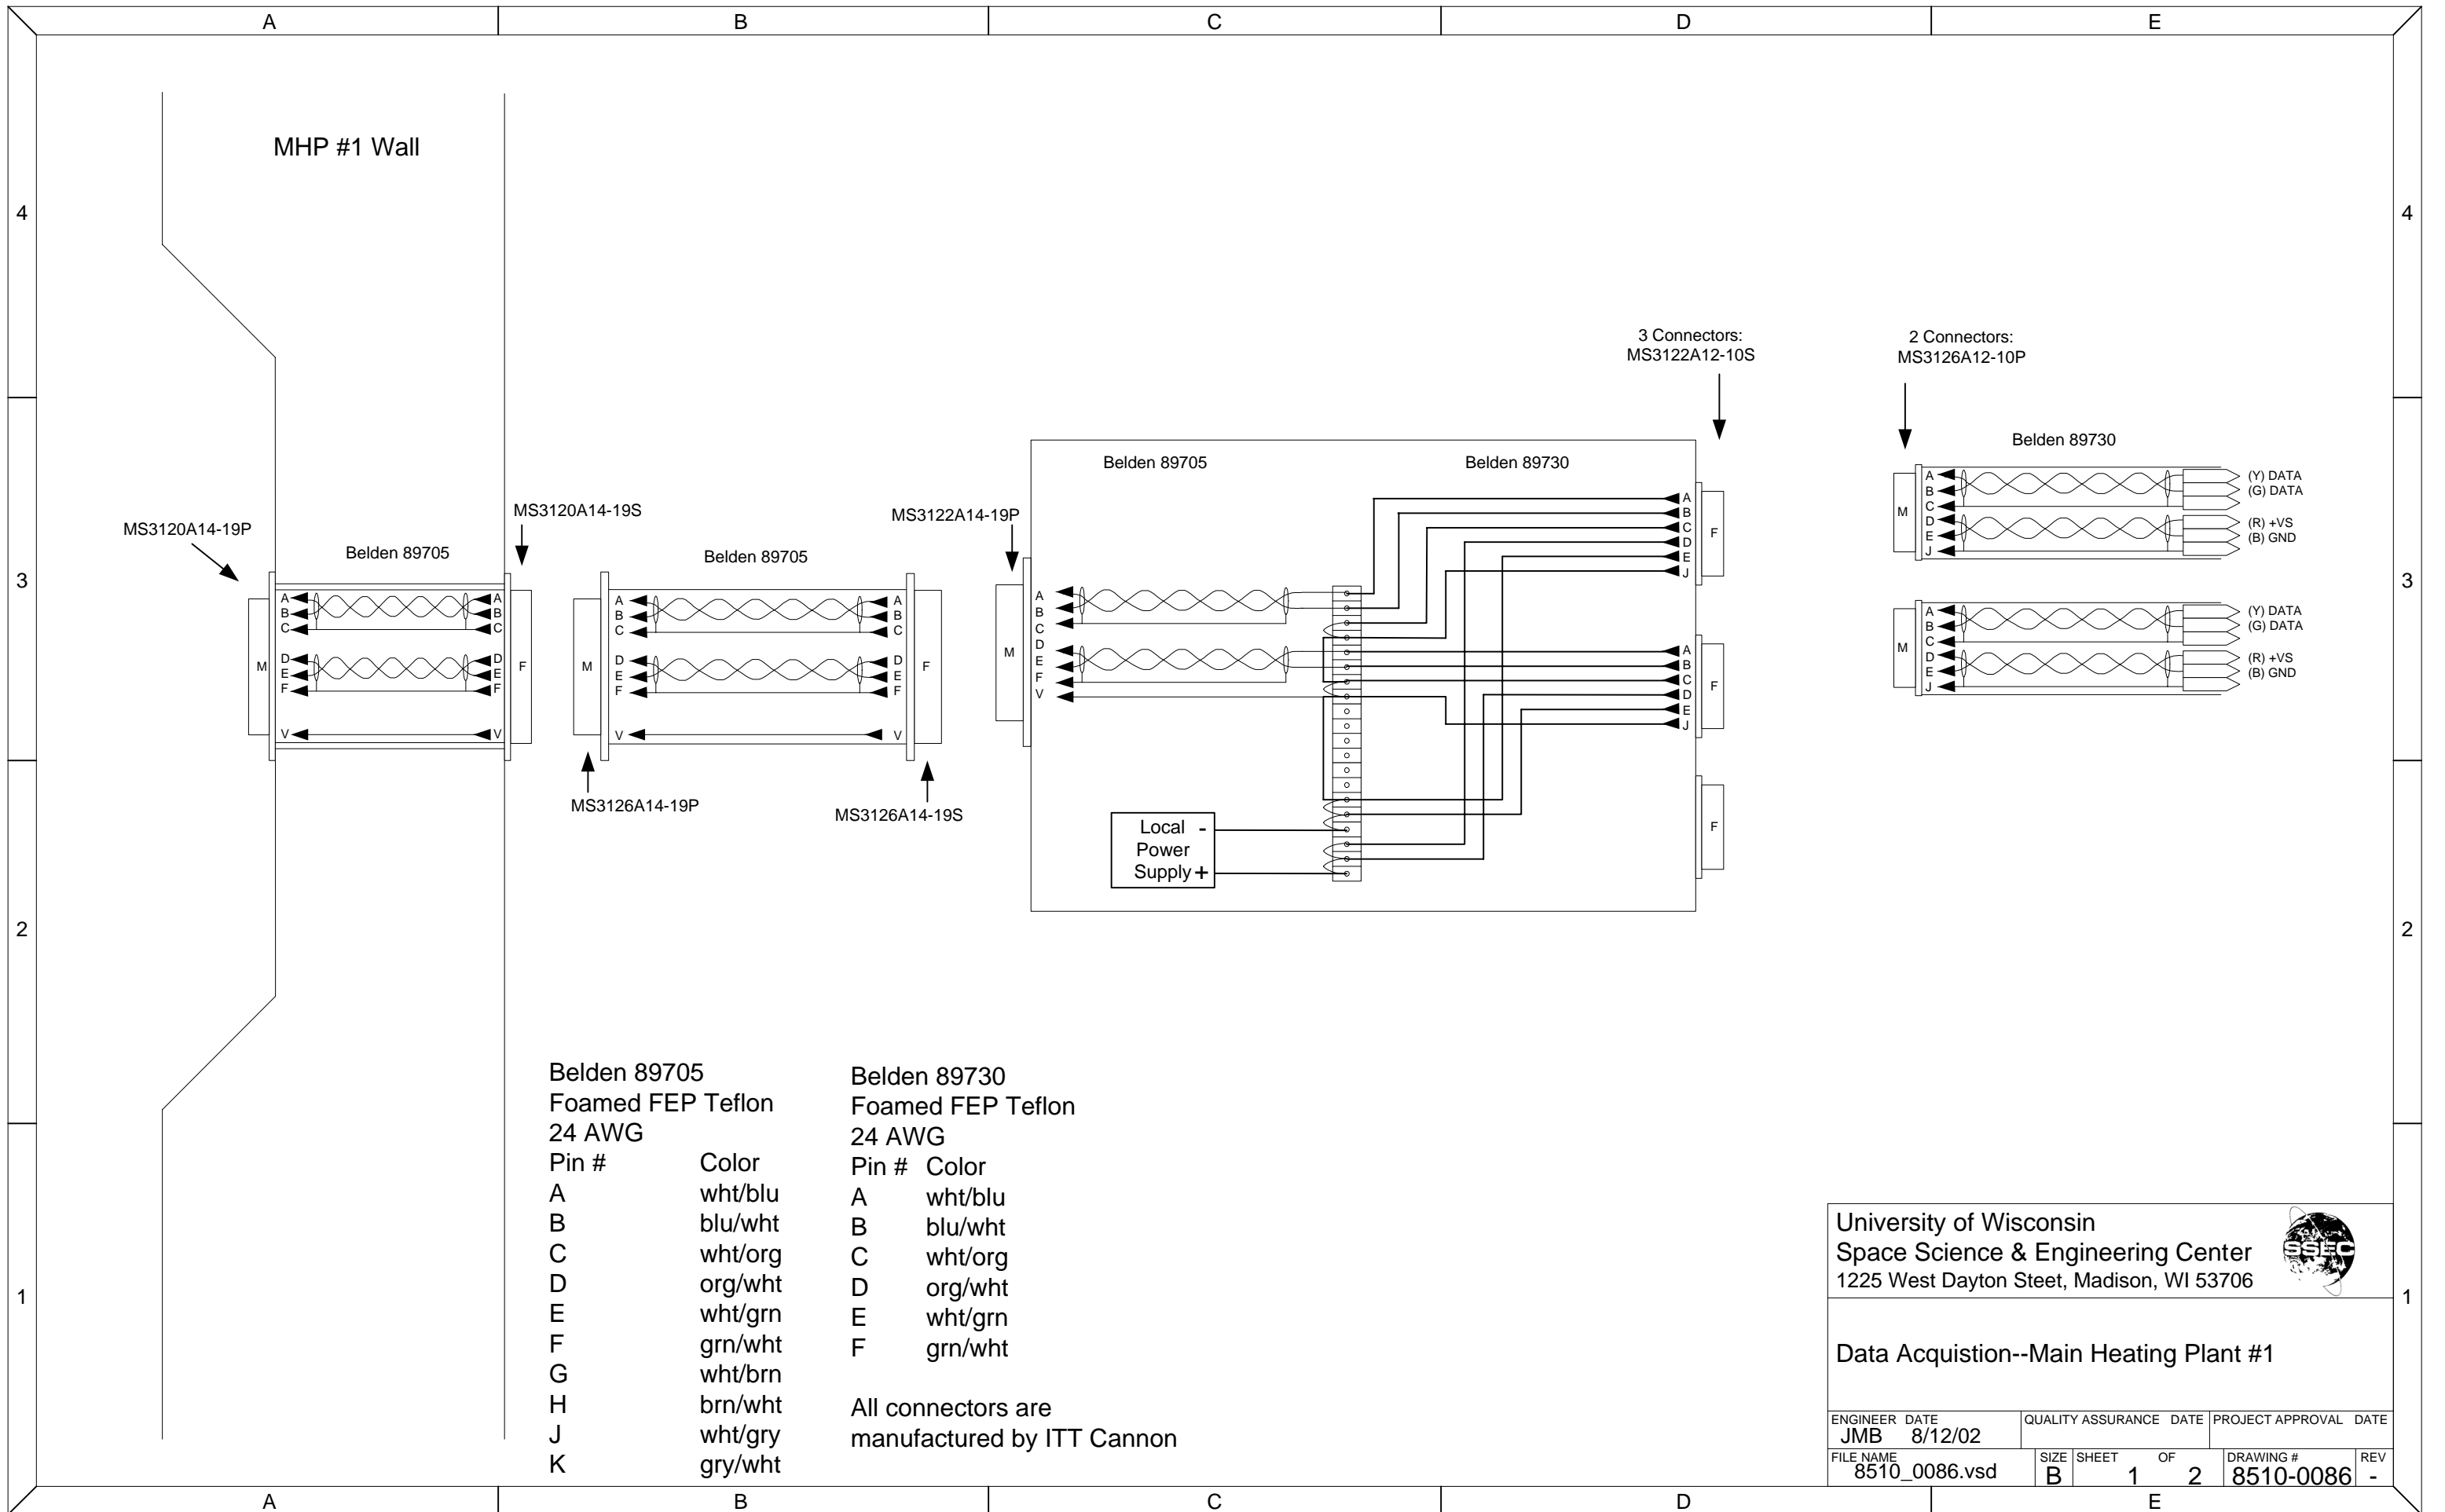 A B C D E
MHP #1 Wall
4 4
3 Connectors:
MS3122A12-10S
2 Connectors:
MS3126A12-10P
Belden 89730
A
B
C
D
E
J
M
(Y) DATA
(G) DATA
(R) +VS
(B) GND
A
B
C
D
E
J
M
(Y) DATA
(G) DATA
(R) +VS
(B) GND
3 3
MS3120A14-19P
Belden 89705
MS3120A14-19S
M
A A
B B
C C
D D
E E
F F
V V
F
Belden 89705
M
A A
B B
C C
D D
E E
F F
V V
F
MS3126A14-19P
MS3126A14-19S
MS3122A14-19P
Belden 89705
Belden 89730
M
A
B
C
D
E
F
V
A
B
C
D
E
J
F
A
B
C
D
E
J
F
F
Local -
Power
Supply +
2 2
Belden 89705
Foamed FEP Teflon
24 AWG
Pin # Color
A wht/blu
B blu/wht
C wht/org
D org/wht
E wht/grn
F grn/wht
G wht/brn
H brn/wht
J wht/gry
K gry/wht
Belden 89730
Foamed FEP Teflon
24 AWG
Pin # Color
A wht/blu
B blu/wht
C wht/org
D org/wht
E wht/grn
F grn/wht
All connectors are
manufactured by ITT Cannon
1 1
University of Wisconsin
Space Science & Engineering Center
1225 West Dayton Steet, Madison, WI 53706
SSEC
Data Acquistion--Main Heating Plant #1
ENGINEER DATE QUALITY ASSURANCE DATE PROJECT APPROVAL DATE
JMB 8/12/02
FILE NAME SIZE SHEET OF DRAWING # REV
8510_0086.vsd B 1 2 8510-0086 -
A B C D E